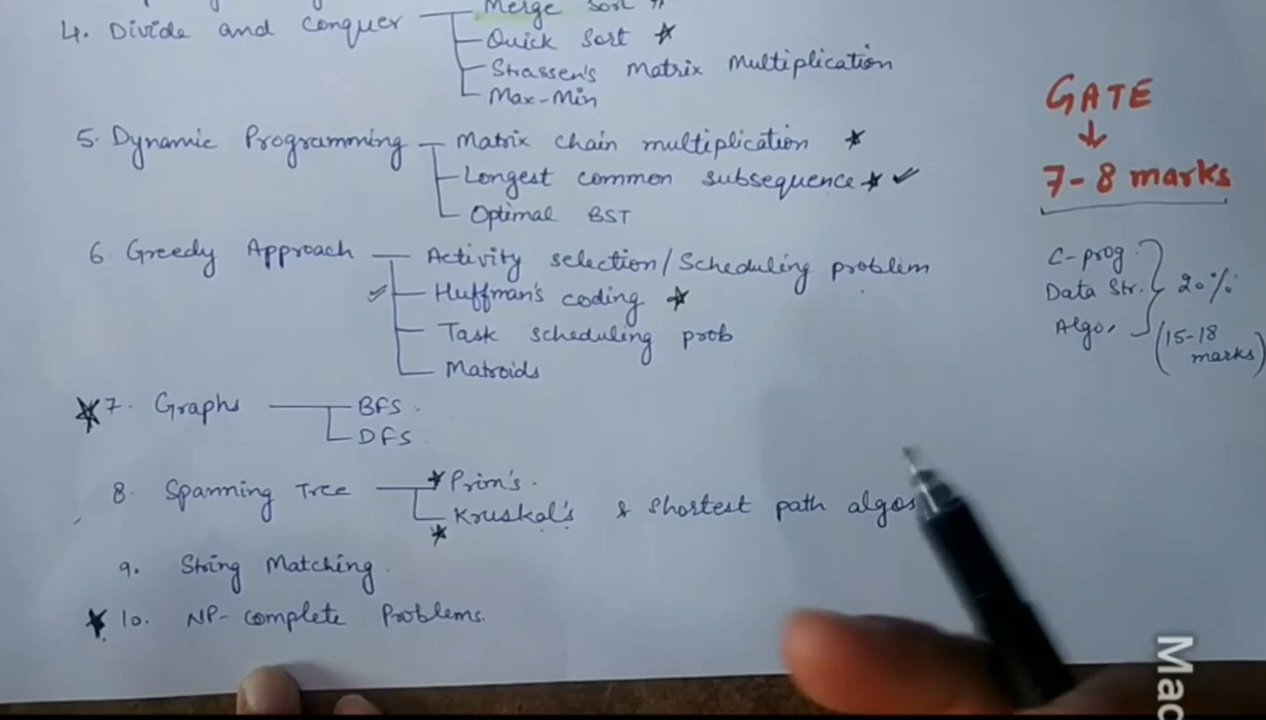 4. Divide and Conquer
Merge Sort
Quick Sort
Strassen's Matrix Multiplication
Max-Min
5. Dynamic Programming
Matrix chain multiplication
Longest common subsequence
Optimal BST
6. Greedy Approach
Activity selection/Scheduling problem
Huffman's coding
Task scheduling prob
Matroids
7. Graphs
BFS
DFS
8. Spanning Tree
Prim's.
Kruskal's & Shortest path algos
9. String Matching
10. NP-complete Problems.
GATE
7-8 marks
C-prog.
Data Str.
Algo,
20%
(15-18
marks)
Mad